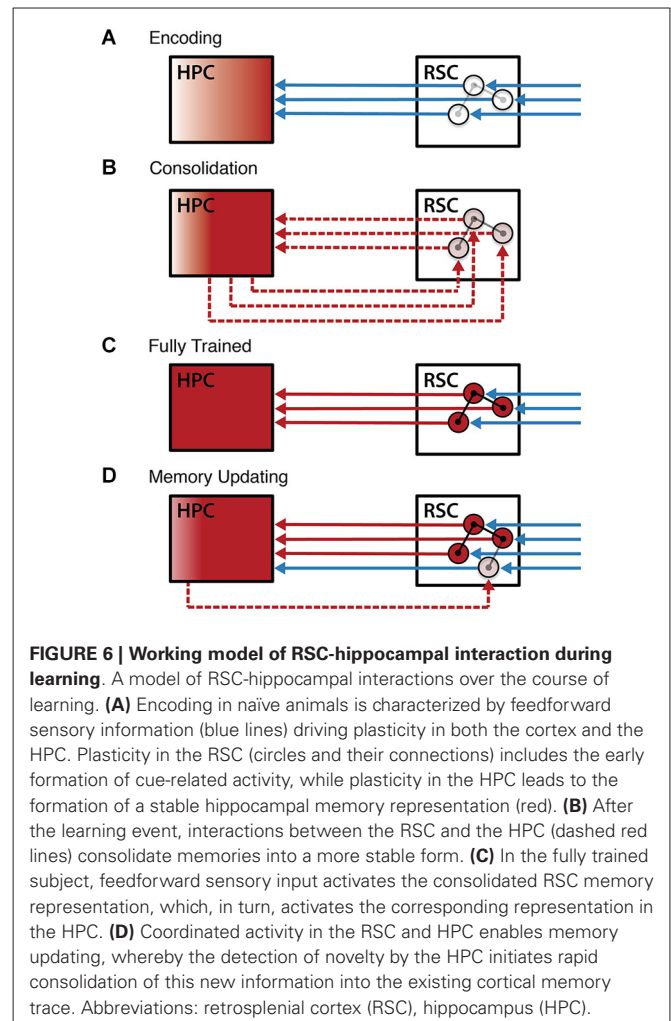 A Encoding
HPC RSC
B Consolidation
HPC RSC
C Fully Trained
HPC RSC
D Memory Updating
HPC RSC
FIGURE 6 | Working model of RSC-hippocampal interaction during
learning. A model of RSC-hippocampal interactions over the course of
learning. (A) Encoding in naïve animals is characterized by feedforward
sensory information (blue lines) driving plasticity in both the cortex and the
HPC. Plasticity in the RSC (circles and their connections) includes the early
formation of cue-related activity, while plasticity in the HPC leads to the
formation of a stable hippocampal memory representation (red). (B) After
the learning event, interactions between the RSC and the HPC (dashed red
lines) consolidate memories into a more stable form. (C) In the fully trained
subject, feedforward sensory input activates the consolidated RSC memory
representation, which, in turn, activates the corresponding representation in
the HPC. (D) Coordinated activity in the RSC and HPC enables memory
updating, whereby the detection of novelty by the HPC initiates rapid
consolidation of this new information into the existing cortical memory
trace. Abbreviations: retrosplenial cortex (RSC), hippocampus (HPC).